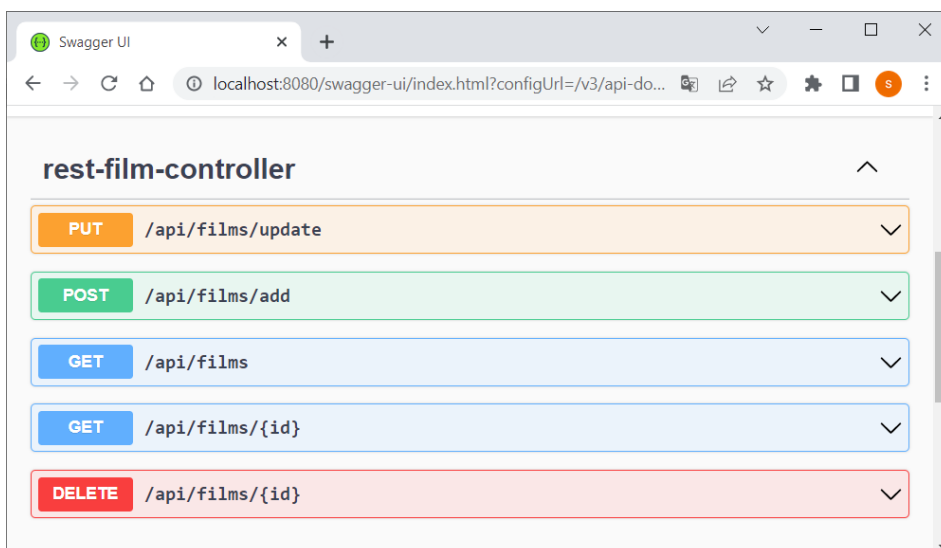 Swagger UI
localhost:8080/swagger-ui/index.html?configUrl=/v3/api-do...
S
rest-film-controller
PUT /api/films/update
POST /api/films/add
GET /api/films
GET /api/films/{id}
DELETE /api/films/{id}